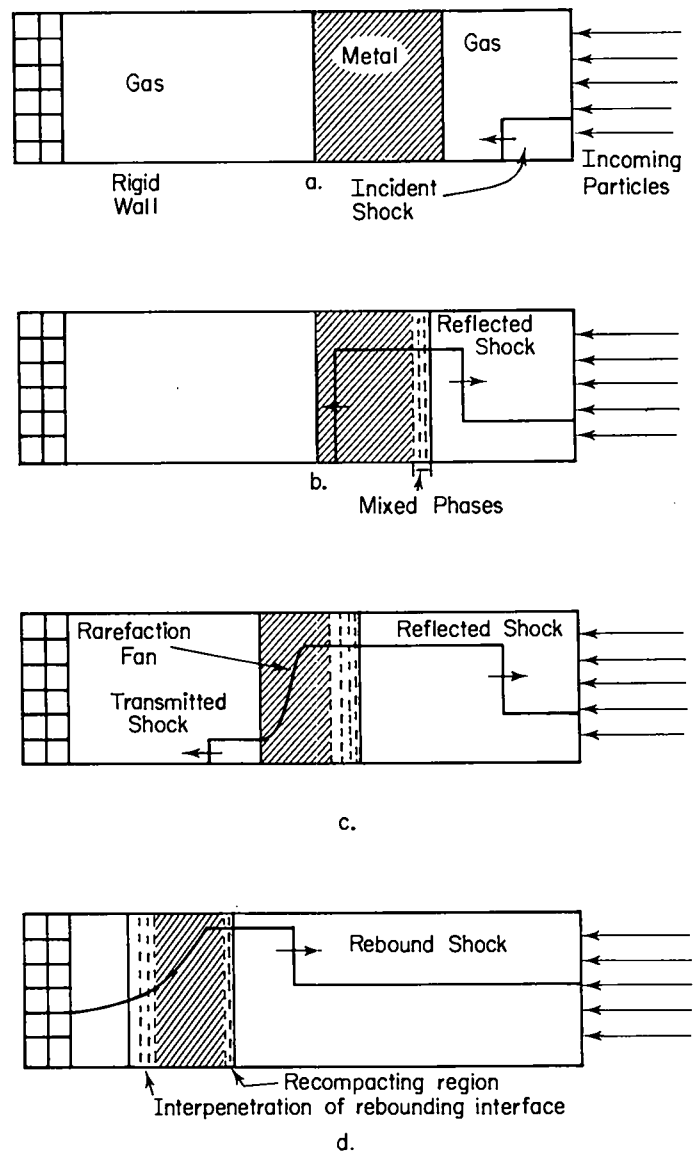 Gas
Metal
Gas
Rigid
Wall
a.
Incident
Shock
Incoming
Particles
Reflected
Shock
b.
Mixed Phases
Rarefaction
Fan
Reflected Shock
Transmitted
Shock
c.
Rebound Shock
Recompacting region
Interpenetration of rebounding interface
d.